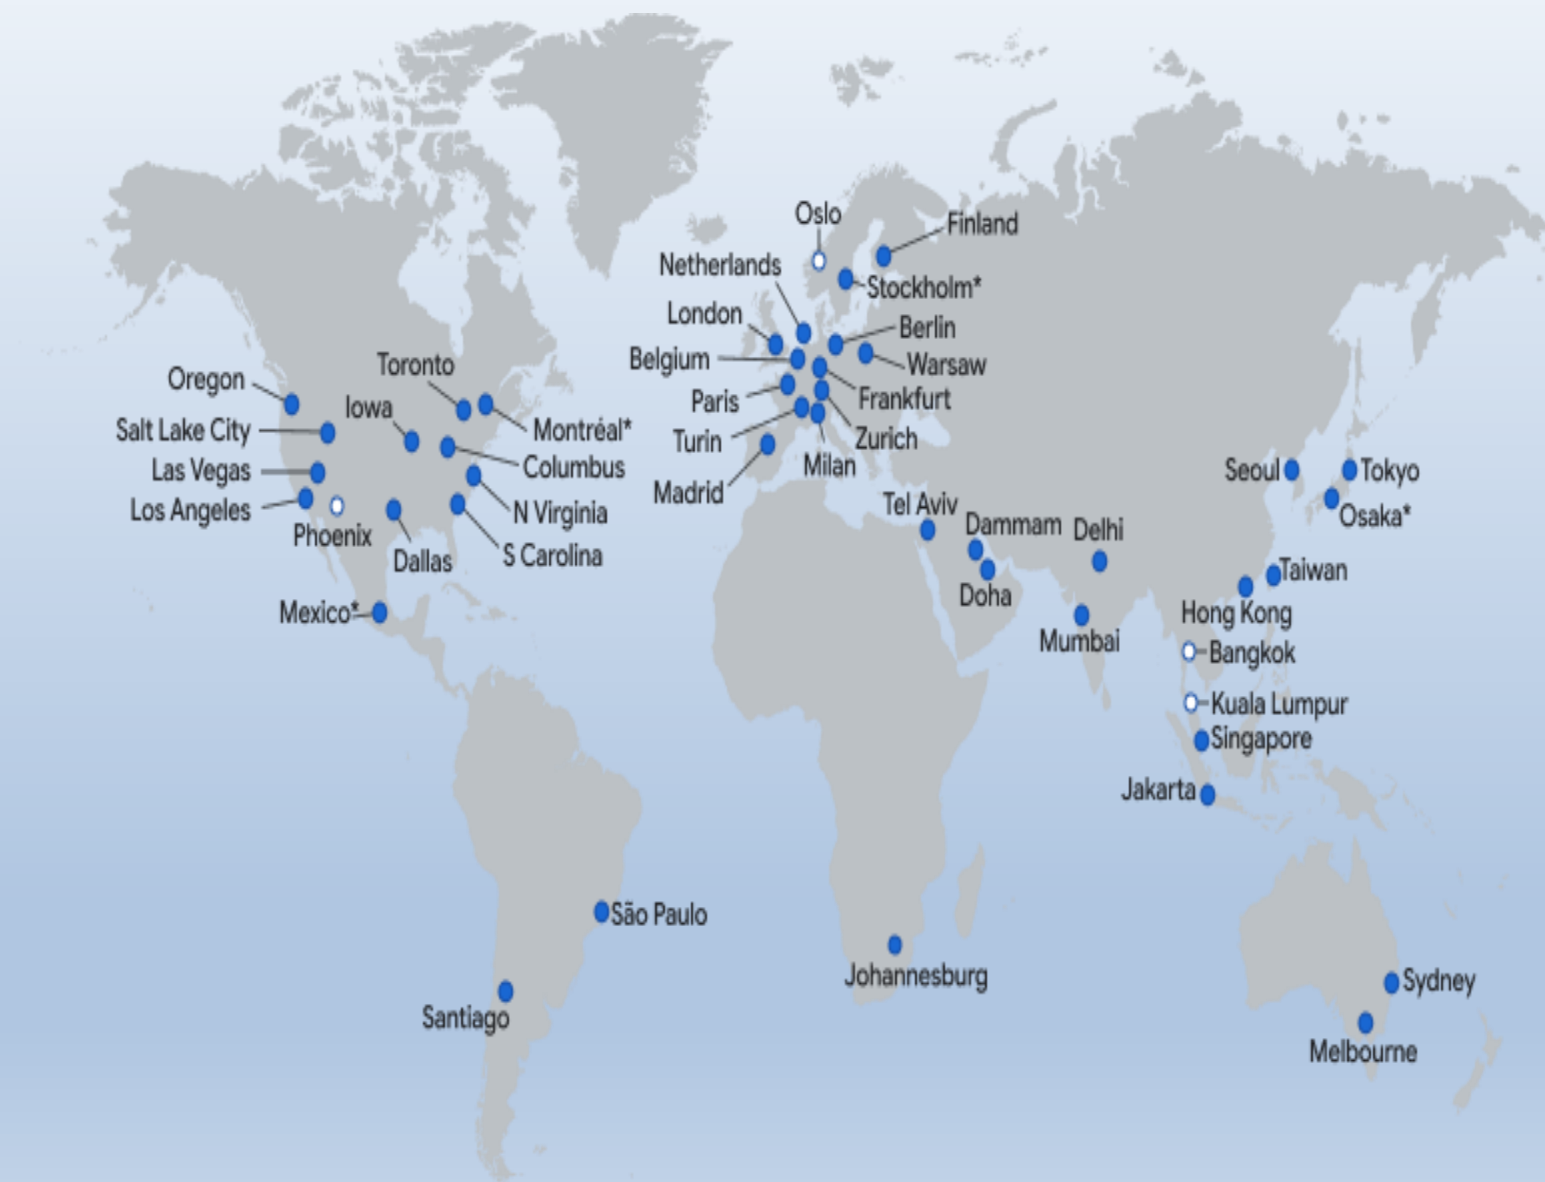 Oslo
Finland
Netherlands
Stockholm*
London
Berlin
Belgium
Warsaw
Toronto
Oregon
Paris
Frankfurt
Iowa
Salt Lake City
Montréal*
Turin
Zurich
Columbus
Milan
Las Vegas
Seoul
Tokyo
Madrid
Los Angeles
N Virginia
Tel Aviv
Osaka*
Phoenix
Dammam
Delhi
S Carolina
Dallas
Taiwan
Doha
Mexico*
Hong Kong
Mumbai
Bangkok
Kuala Lumpur
Singapore
Jakarta
São Paulo
Johannesburg
Sydney
Santiago
Melbourne